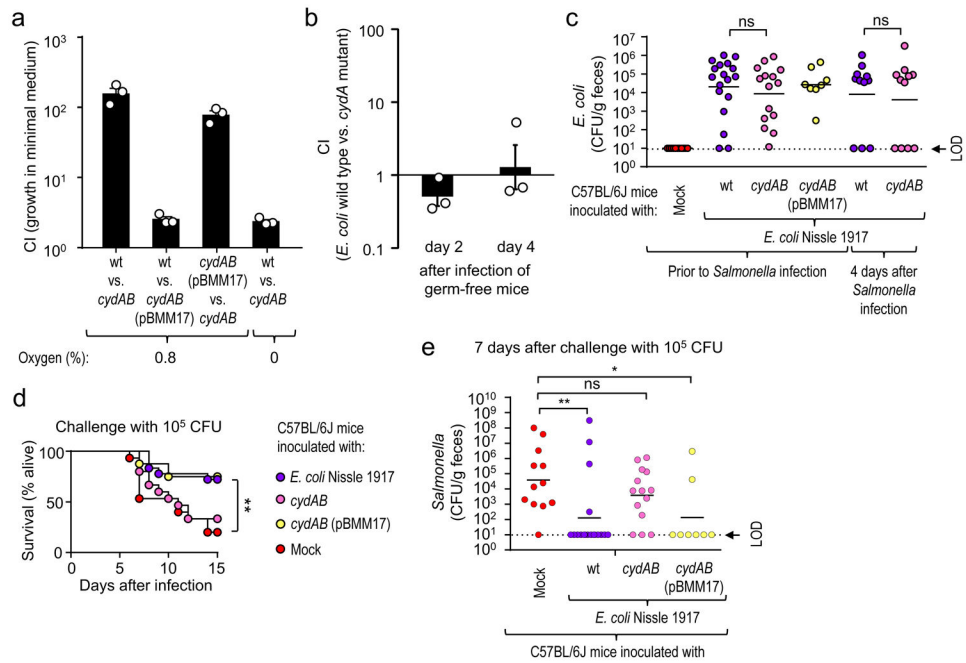 a
CI (growth in minimal medium)
10³
10²
10¹
10⁰
wt
vs.
cydAB
wt
vs.
cydAB
(pBMM17)
cydAB
(pBMM17)
vs.
cydAB
wt
vs.
cydAB
Oxygen (%):
0.8
0
b
CI
(E. coli wild type vs. cydA mutant)
100
10
1
0.1
day 2
day 4
after infection of
germ-free mice
c
E. coli
(CFU/g feces)
10⁷
10⁶
10⁵
10⁴
10³
10²
10¹
10⁰
ns
ns
LOD
C57BL/6J mice
inoculated with:
Mock
wt
cydAB
cydAB
(pBMM17)
wt
cydAB
E. coli Nissle 1917
Prior to Salmonella infection
4 days after
Salmonella
infection
d
Challenge with 10⁵ CFU
Survival (% alive)
100
50
0
0
5
10
15
Days after infection
**
C57BL/6J mice
inoculated with:
E. coli Nissle 1917
cydAB
cydAB (pBMM17)
Mock
e
7 days after challenge with 10⁵ CFU
Salmonella
(CFU/g feces)
10¹⁰
10⁹
10⁸
10⁷
10⁶
10⁵
10⁴
10³
10²
10¹
10⁰
*
ns
**
LOD
Mock
wt
cydAB
cydAB
(pBMM17)
E. coli Nissle 1917
C57BL/6J mice inoculated with